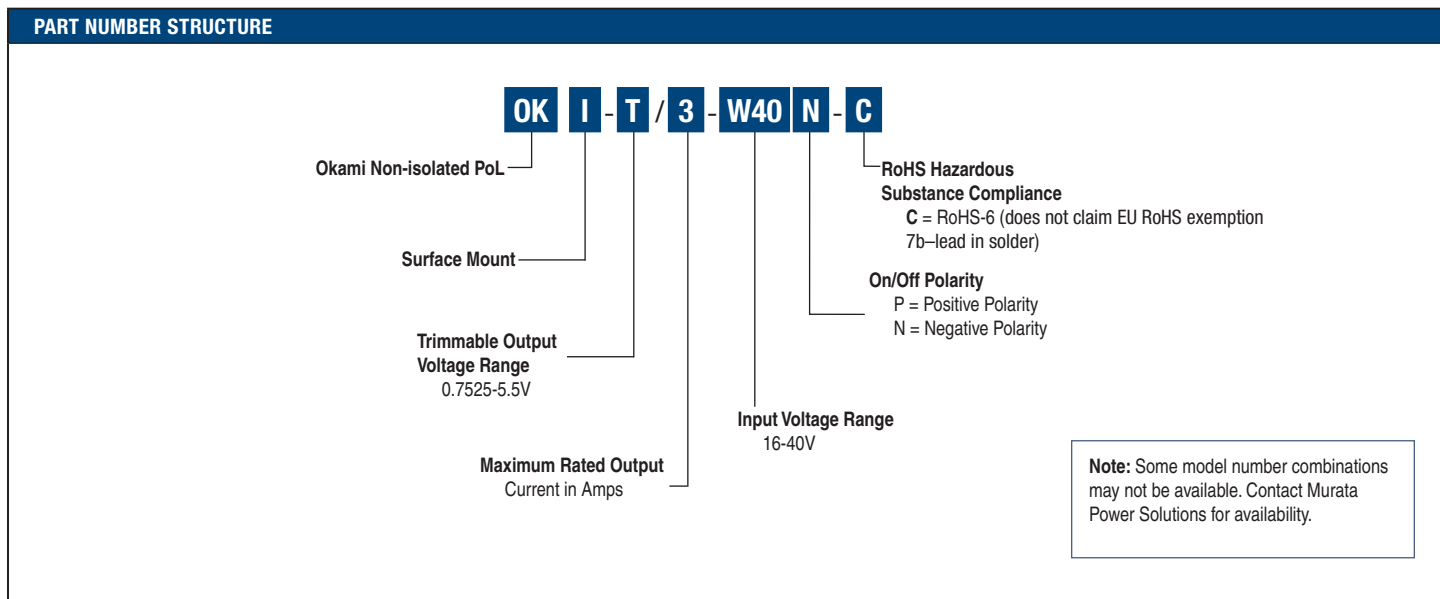 PART NUMBER STRUCTURE
OK I - T / 3 - W40 N - C
Okami Non-isolated PoL
RoHS Hazardous
Substance Compliance
C = RoHS-6 (does not claim EU RoHS exemption
7b–lead in solder)
Surface Mount
On/Off Polarity
P = Positive Polarity
N = Negative Polarity
Trimmable Output
Voltage Range
0.7525-5.5V
Input Voltage Range
16-40V
Maximum Rated Output
Current in Amps
Note: Some model number combinations
may not be available. Contact Murata
Power Solutions for availability.